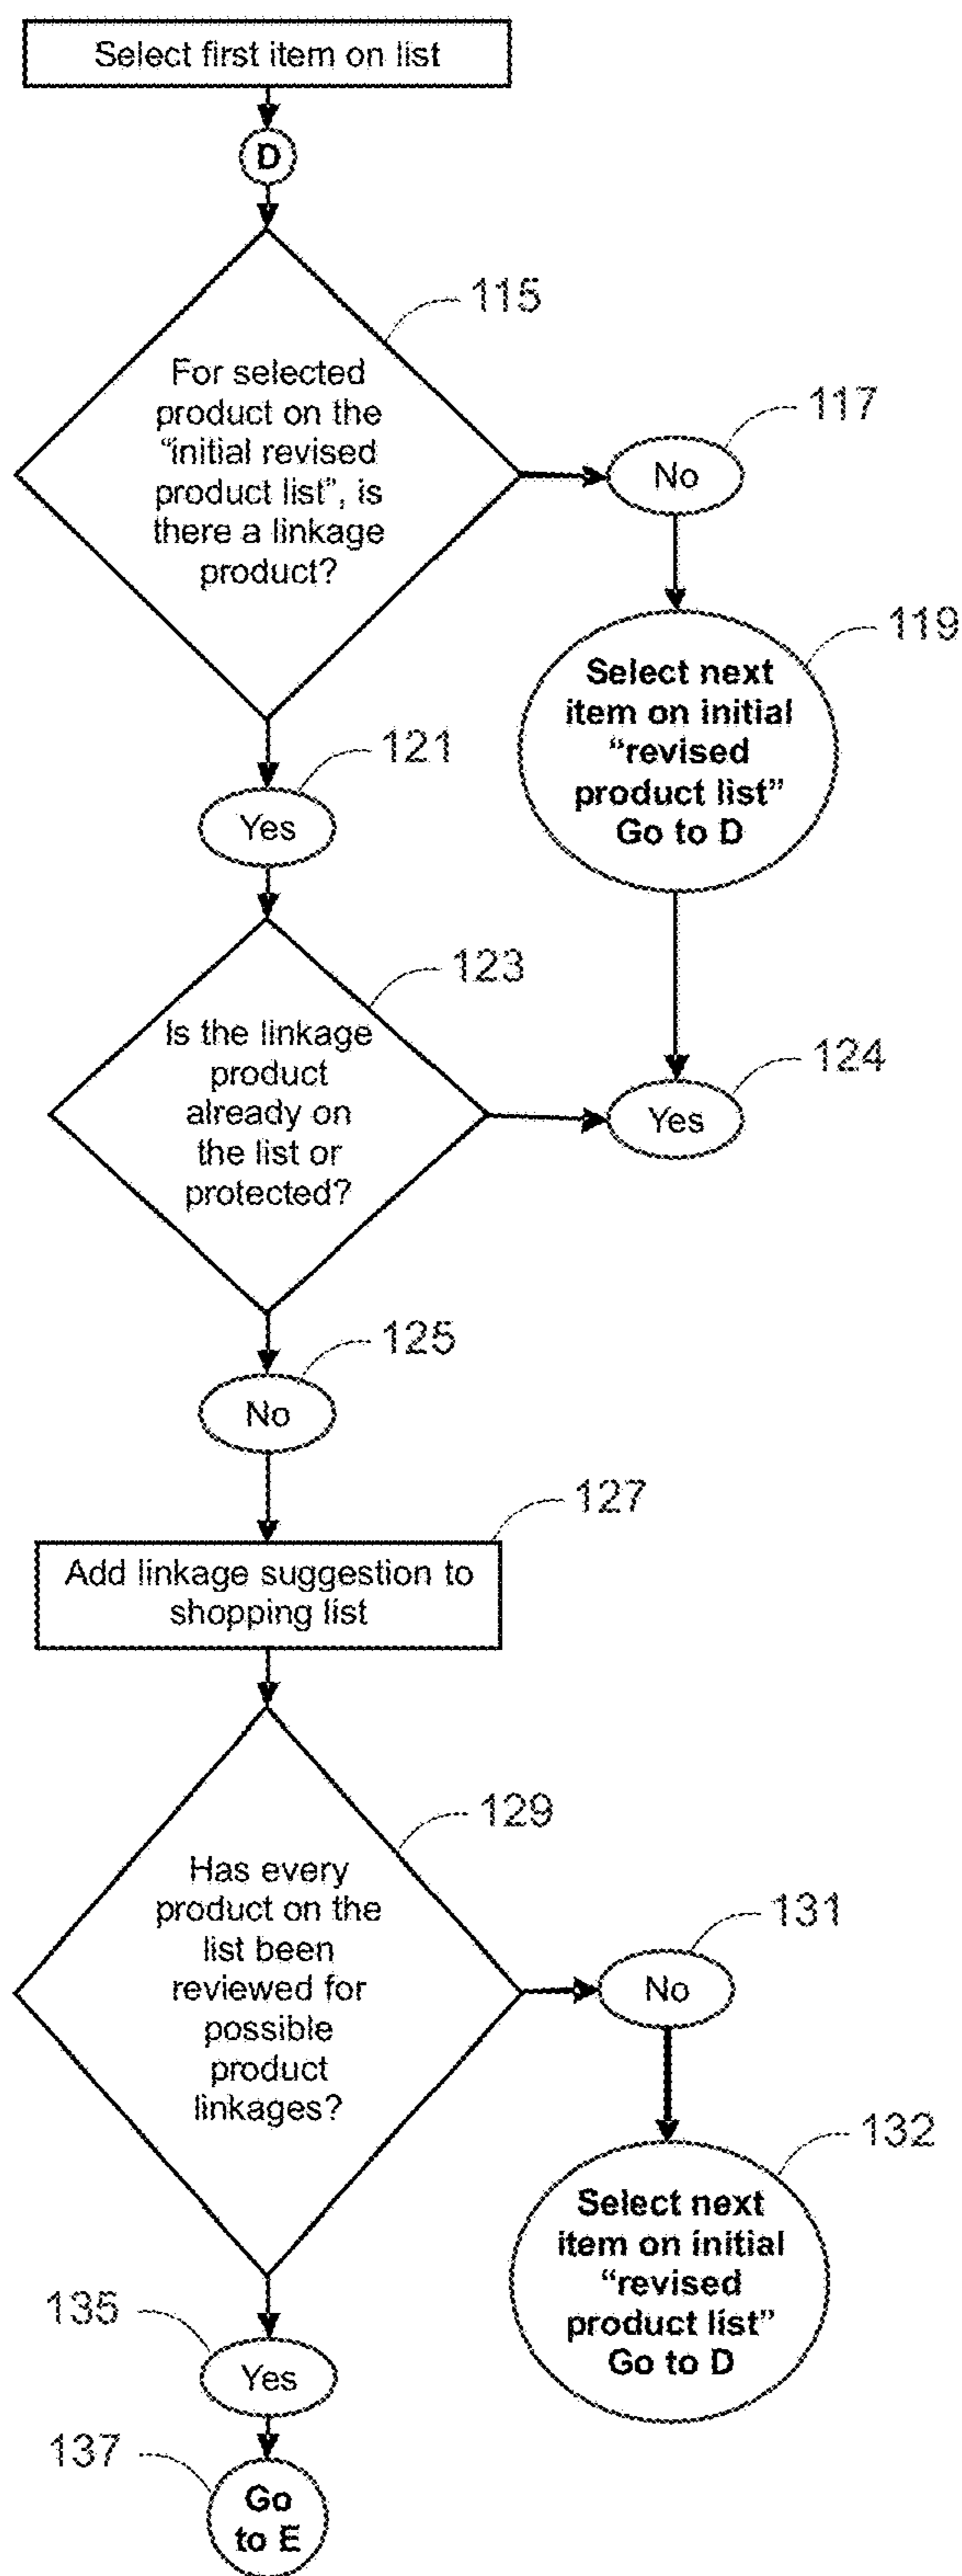 Select first item on list
D
115
For selected
product on the
“initial revised
product list”, is
there a linkage
product?
117
No
119
Select next
item on initial
“revised
product list”
Go to D
121
Yes
123
Is the linkage
product
already on
the list or
protected?
124
Yes
125
No
127
Add linkage suggestion to
shopping list
129
Has every
product on the
list been
reviewed for
possible
product
linkages?
131
No
132
Select next
item on initial
“revised
product list”
Go to D
135
Yes
137
Go
to E